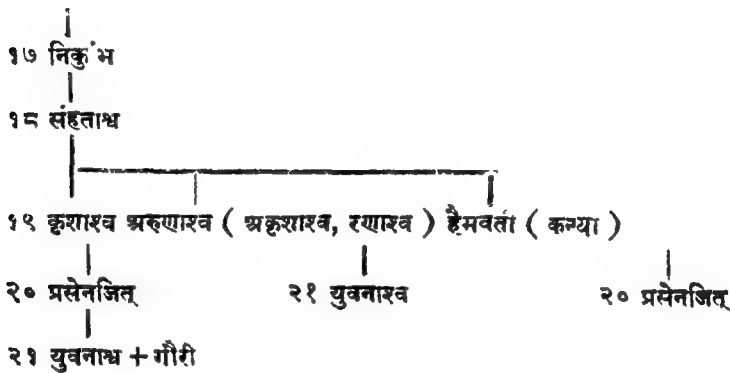 १७ निकुंभ
१८ संहताश्व
१९ कृशाश्व अरुणाश्व ( अकृशाश्व, रणाश्व ) हैमवती ( कन्या )
२० प्रसेनजित् २१ युवनाश्व २० प्रसेनजित्
२१ युवनाश्व + गौरी